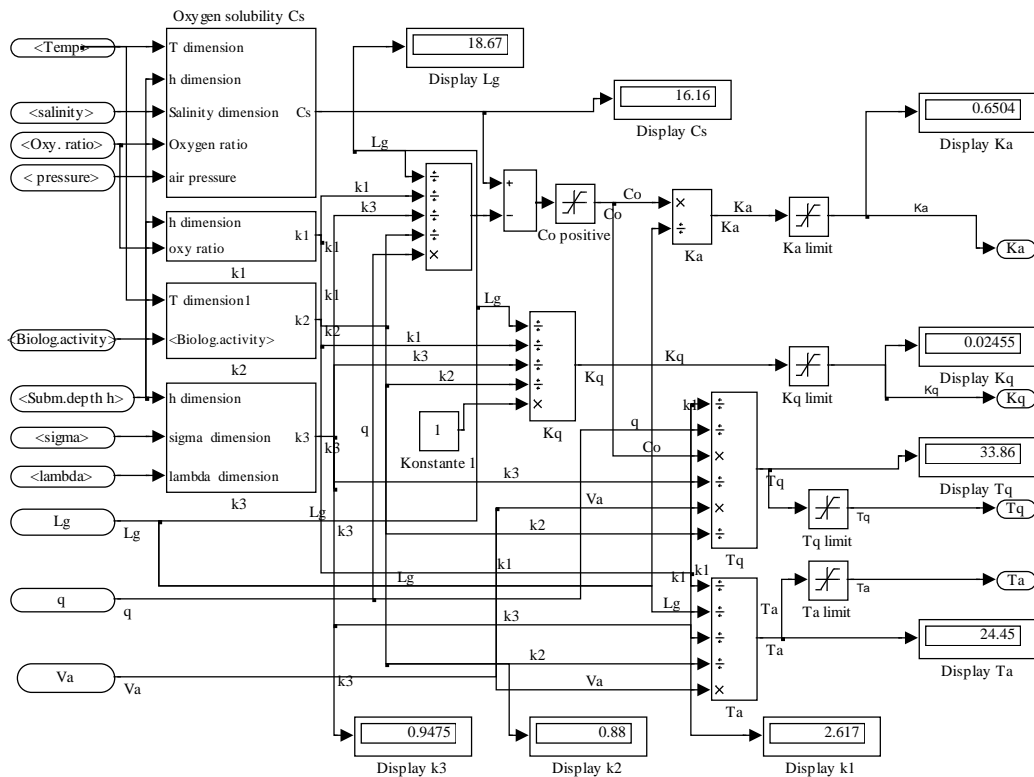 Oxygen solubility Cs
<Temp>
T dimension
h dimension
<salinity>
Salinity dimension
Cs
<Oxy. ratio>
Oxygen ratio
< pressure>
air pressure
h dimension
k1
oxy ratio
k1
k1
T dimension1
k1
k2
k2
<Biolog.activity>
<Biolog.activity>
k2
<Subm.depth h>
h dimension
<sigma>
sigma dimension
k3
k3
<lambda>
lambda dimension
k3
Lg
Lg
Lg
k3
q
q
Va
Va
18.67
Display Lg
16.16
Display Cs
0.6504
Display Ka
Lg
÷
k1
÷
k3
÷
÷
×
+
−
Co positive
Co
Co
×
÷
Ka
Ka
Ka
Ka limit
Ka
Ka
Lg
÷
k1
÷
k3
÷
k2
÷
×
Kq
1
Konstante 1
q
Kq
Kq
Kq limit
0.02455
Display Kq
Kq
Kq
k1
÷
q
÷
Co
×
k3
÷
Va
×
k2
÷
Tq
Tq
Tq
33.86
Display Tq
Tq limit
Tq
Tq
k1
k1
k1
÷
Lg
Lg
÷
k3
÷
k2
÷
Va
×
Ta
Ta
Ta
Ta limit
Ta
Ta
24.45
Display Ta
k3
0.9475
Display k3
0.88
Display k2
2.617
Display k1